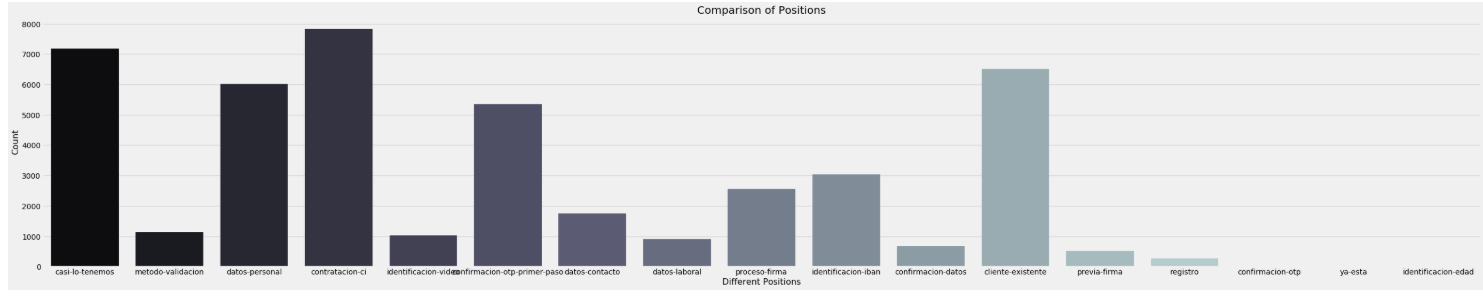 Comparison of Positions
8000
7000
6000
5000
4000
3000
2000
1000
0
Count
casi-lo-tenemos metodo-validacion datos-personal contratacion-ci identificacion-video confirmacion-otp-primer-paso datos-contacto datos-laboral proceso-firma identificacion-iban confirmacion-datos cliente-existente previa-firma registro confirmacion-otp ya-esta identificacion-edad
Different Positions